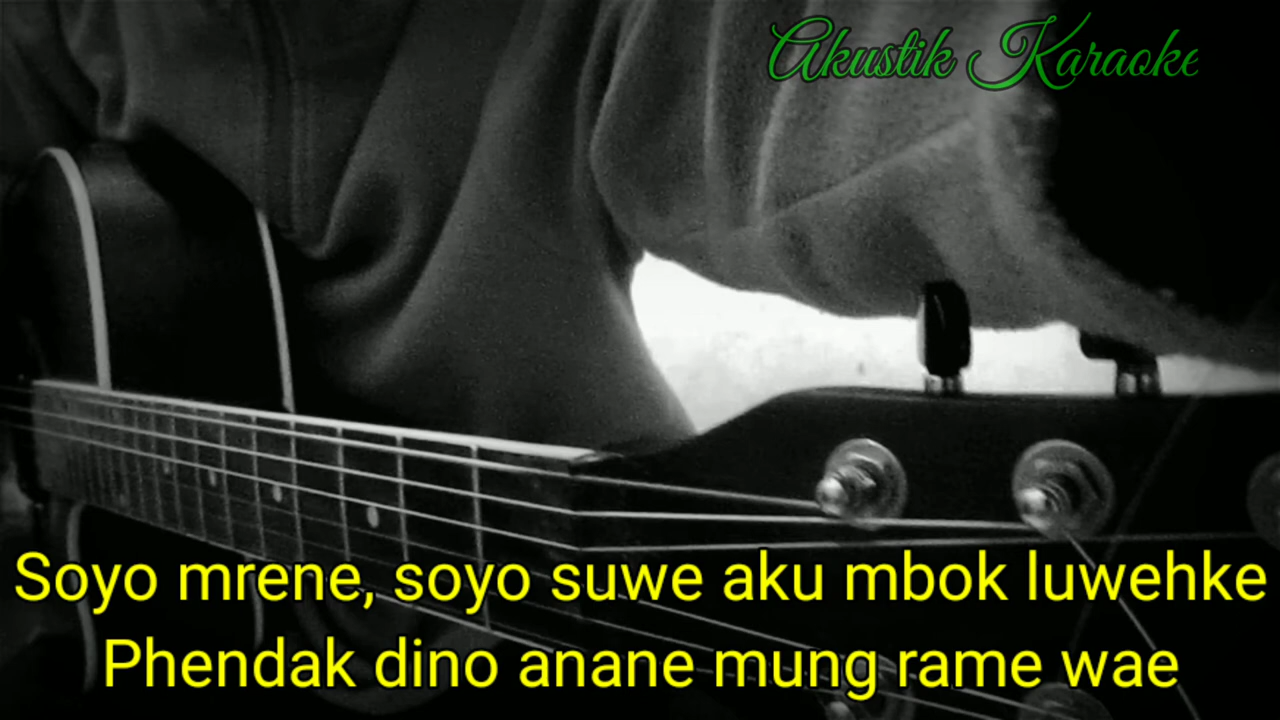 Akustik Karaoke
Soyo mrene, soyo suwe aku mbok luwehke
Phendak dino anane mung rame wae